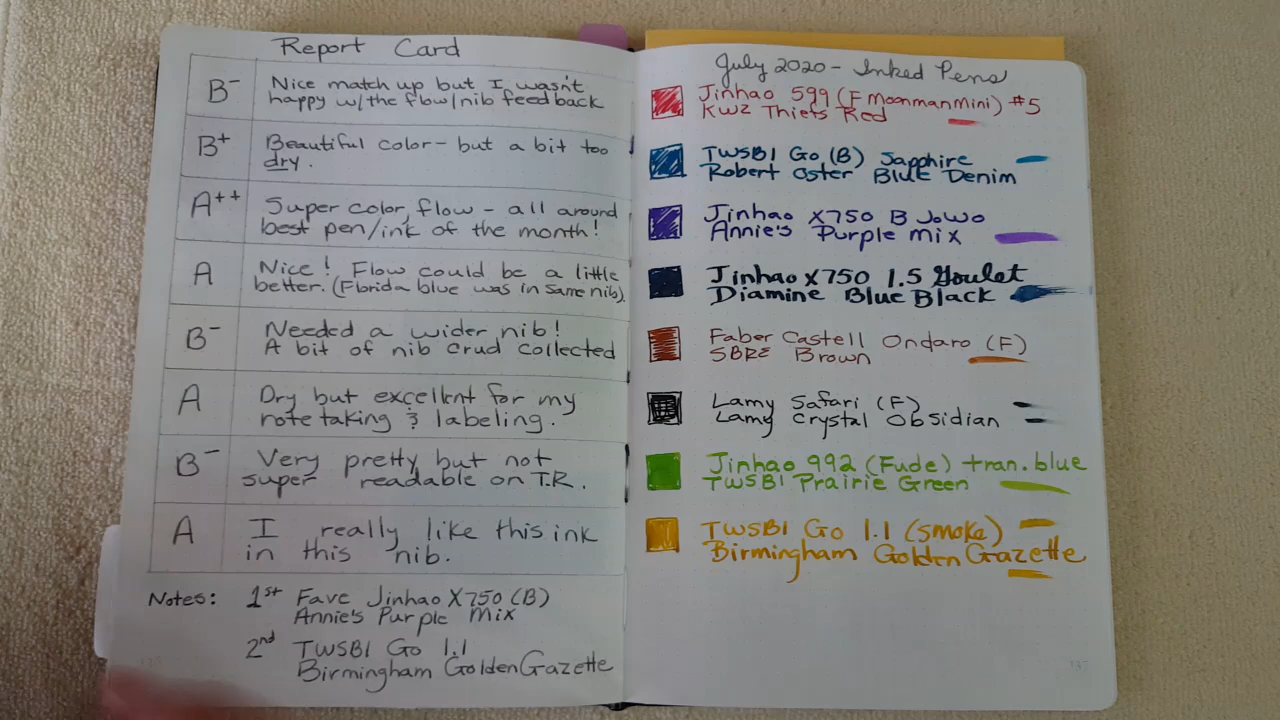 Report Card
B- Nice match up but I wasn't
happy w/the flow/nib feedback
B+ Beautiful color - but a bit too
dry.
A++ Super color, flow - all around
best pen/ink of the month!
A Nice! Flow could be a little
better. (Florida blue was in same nib).
B- Needed a wider nib!
A bit of nib crud collected
A Dry but excellent for my
note taking & labeling.
B- Very pretty but not
super readable on T.R.
A I really like this ink
in this nib.
Notes: 1st Fave Jinhao X750 (B)
Annie's Purple Mix
2nd TWSBI Go 1.1
Birmingham Golden Gazette
July 2020 - Inked Pens
Jinhao 599 (F Moonman Mini) #5
KWZ Thiets Red
TWSBI Go (B) Sapphire
Robert Oster Blue Denim
Jinhao X750 B Jowo
Annie's Purple Mix
Jinhao X750 1.5 Goulet
Diamine Blue Black
Faber Castell Ondaro (F)
SBRE Brown
Lamy Safari (F)
Lamy Crystal Obsidian
Jinhao 992 (Fude) tran. blue
TWSBI Prairie Green
TWSBI Go 1.1 (smoke)
Birmingham Golden Gazette
137